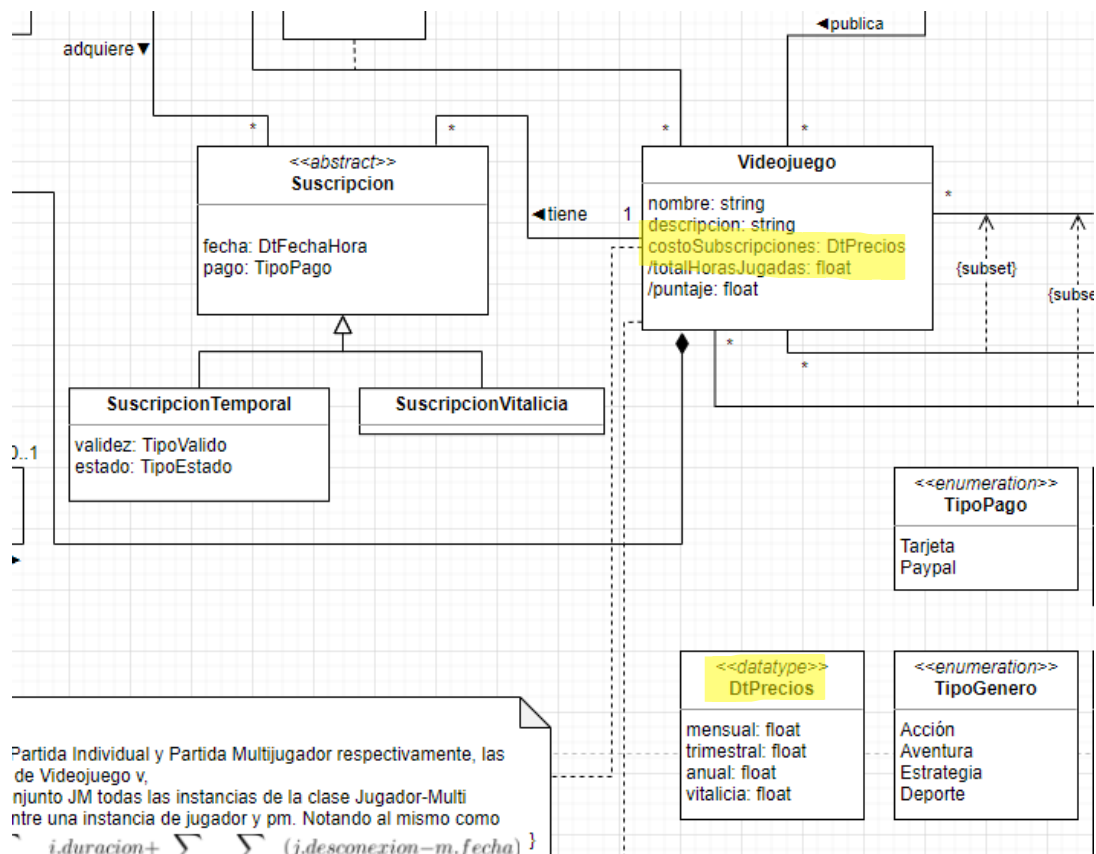 ◄publica
adquiere▼
*
*
*
*
<<abstract>>
Suscripcion
fecha: DtFechaHora
pago: TipoPago
◄tiene
1
Videojuego
nombre: string
descripcion: string
costoSubscripciones: DtPrecios
/totalHorasJugadas: float
/puntaje: float
*
{subset}
*
*
SuscripcionTemporal
validez: TipoValido
estado: TipoEstado
SuscripcionVitalicia
0..1
<<enumeration>>
TipoPago
Tarjeta
Paypal
<<datatype>>
DtPrecios
mensual: float
trimestral: float
anual: float
vitalicia: float
<<enumeration>>
TipoGenero
Acción
Aventura
Estrategia
Deporte
Partida Individual y Partida Multijugador respectivamente, las
de Videojuego v,
njunto JM todas las instancias de la clase Jugador-Multi
ntre una instancia de jugador y pm. Notando al mismo como
i.duracion+ ∑ ∑ (j.desconexion−m.fecha) }